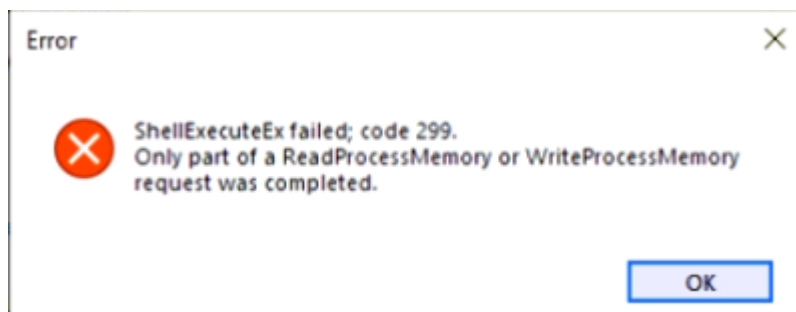 Error
ShellExecuteEx failed; code 299.
Only part of a ReadProcessMemory or WriteProcessMemory
request was completed.
OK